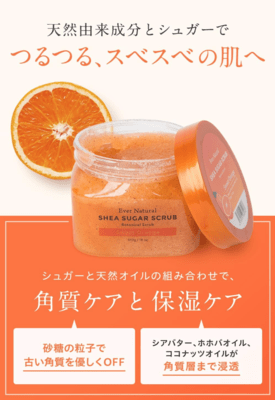 天然由来成分とシュガーで
つるつる、スベスベの肌へ
Ever Natural
SHEA SUGAR SCRUB
Botanical Scrub
シュガーと天然オイルの組み合わせで、
角質ケアと保湿ケア
砂糖の粒子で
古い角質を優しくOFF
シアバター、ホホバオイル、
ココナッツオイルが
角質層まで浸透